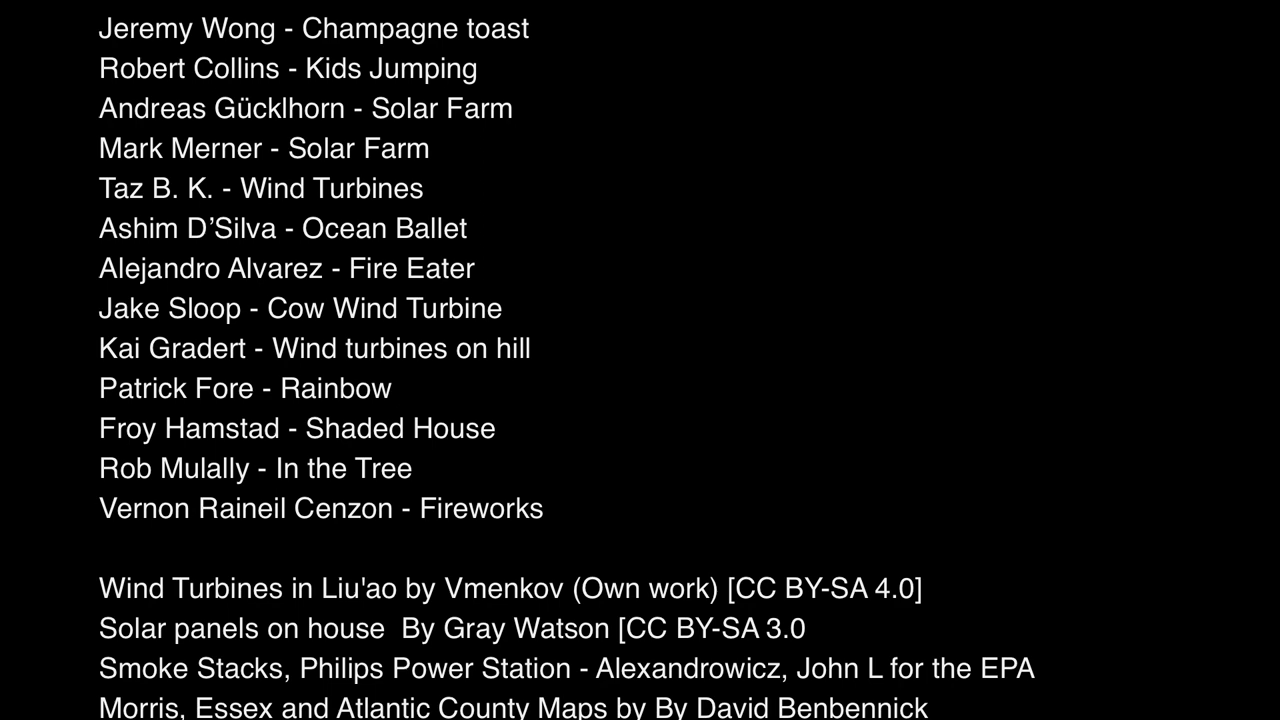 Jeremy Wong - Champagne toast
Robert Collins - Kids Jumping
Andreas Gücklhorn - Solar Farm
Mark Merner - Solar Farm
Taz B. K. - Wind Turbines
Ashim D’Silva - Ocean Ballet
Alejandro Alvarez - Fire Eater
Jake Sloop - Cow Wind Turbine
Kai Gradert - Wind turbines on hill
Patrick Fore - Rainbow
Froy Hamstad - Shaded House
Rob Mulally - In the Tree
Vernon Raineil Cenzon - Fireworks
Wind Turbines in Liu'ao by Vmenkov (Own work) [CC BY-SA 4.0]
Solar panels on house  By Gray Watson [CC BY-SA 3.0
Smoke Stacks, Philips Power Station - Alexandrowicz, John L for the EPA
Morris, Essex and Atlantic County Maps by By David Benbennick